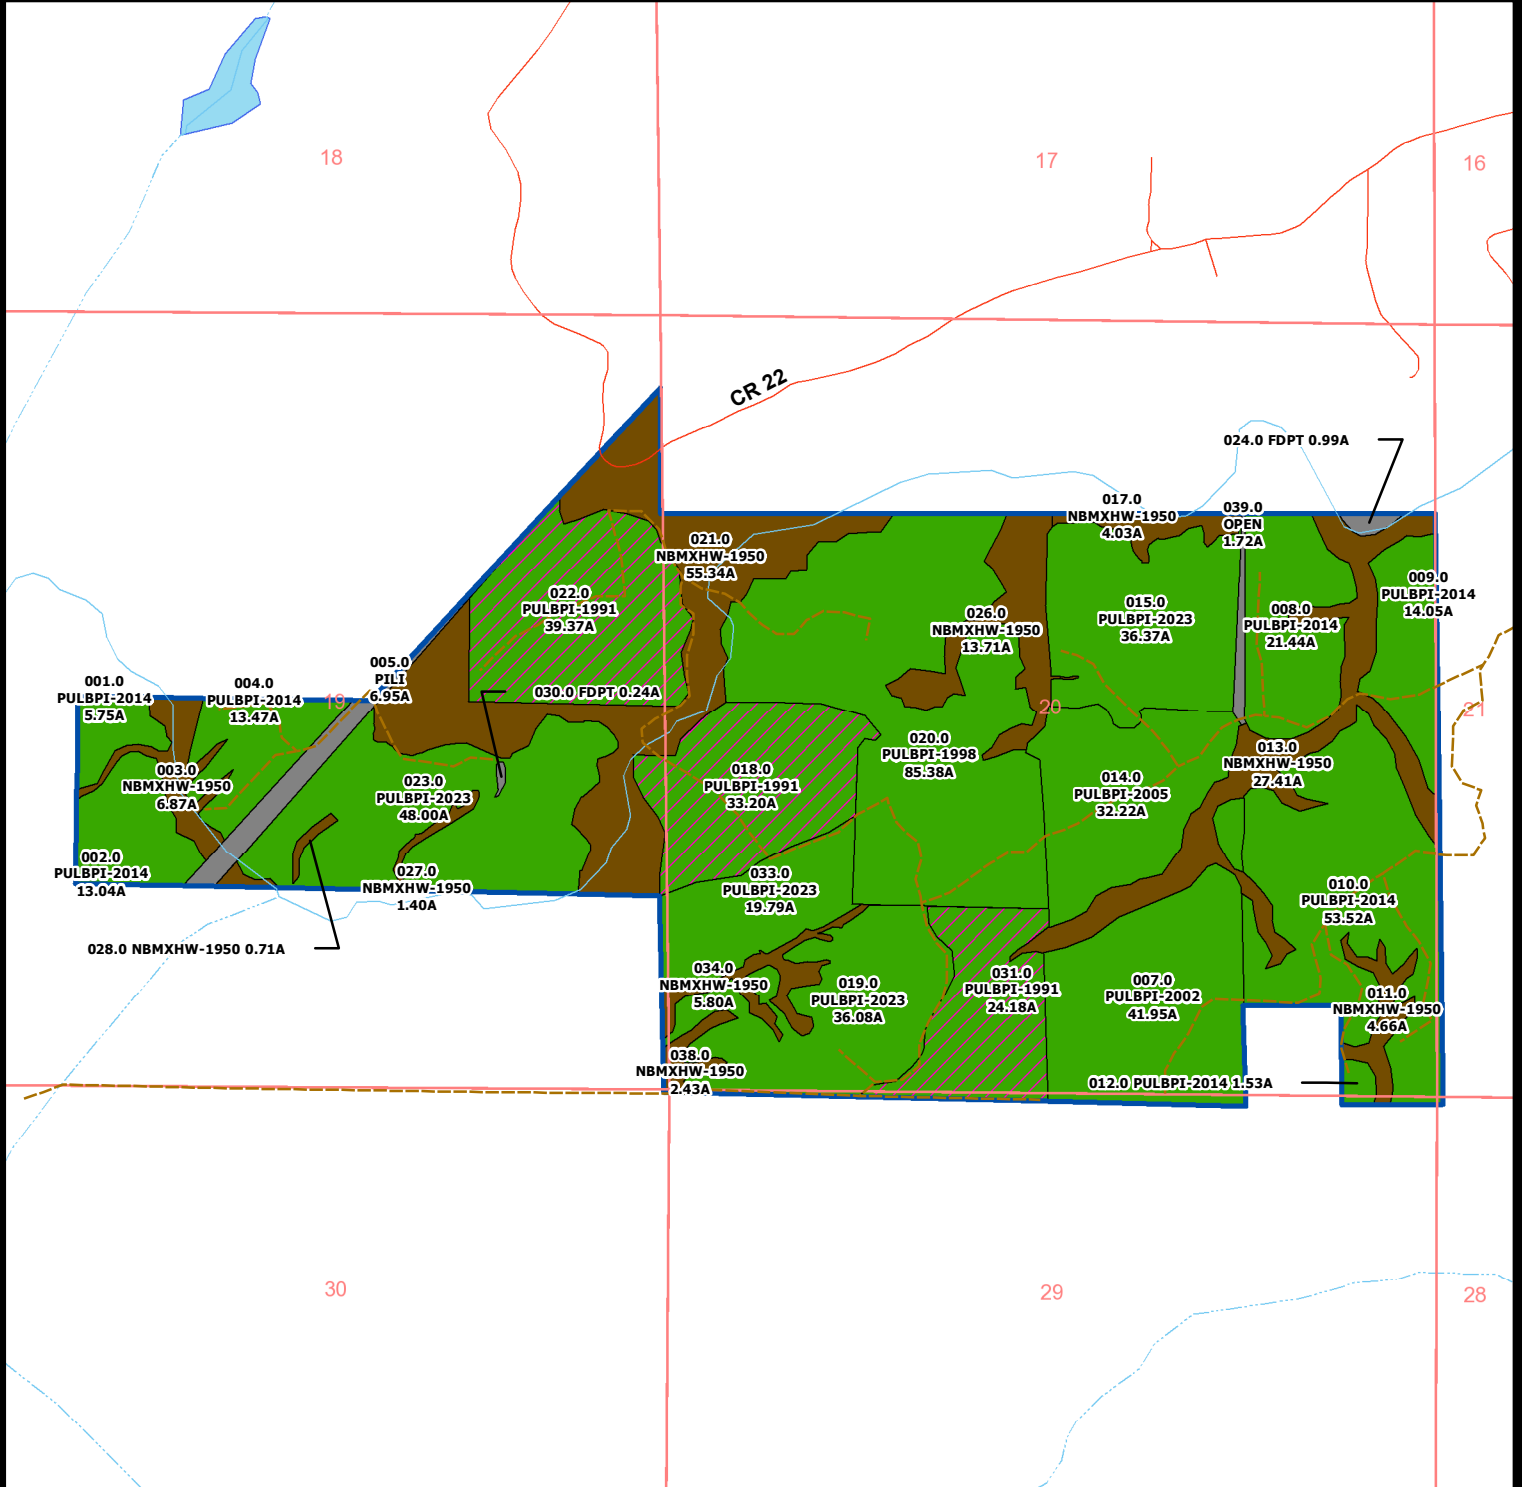 18
17
16
CR 22
024.0 FDPT 0.99A
017.0
NBMXHW-1950
4.03A
039.0
OPEN
1.72A
021.0
NBMXHW-1950
55.34A
009.0
PULBPI-2014
14.05A
022.0
PULBPI-1991
39.37A
026.0
NBMXHW-1950
13.71A
015.0
PULBPI-2023
36.37A
008.0
PULBPI-2014
21.44A
005.0
PILI
6.95A
001.0
PULBPI-2014
5.75A
004.0
PULBPI-2014
13.47A
19
030.0 FDPT 0.24A
20
21
003.0
NBMXHW-1950
6.87A
023.0
PULBPI-2023
48.00A
018.0
PULBPI-1991
33.20A
020.0
PULBPI-1998
85.38A
014.0
PULBPI-2005
32.22A
013.0
NBMXHW-1950
27.41A
002.0
PULBPI-2014
13.04A
027.0
NBMXHW-1950
1.40A
033.0
PULBPI-2023
19.79A
010.0
PULBPI-2014
53.52A
028.0 NBMXHW-1950 0.71A
034.0
NBMXHW-1950
5.80A
019.0
PULBPI-2023
36.08A
031.0
PULBPI-1991
24.18A
007.0
PULBPI-2002
41.95A
011.0
NBMXHW-1950
4.66A
038.0
NBMXHW-1950
2.43A
012.0 PULBPI-2014 1.53A
30
29
28